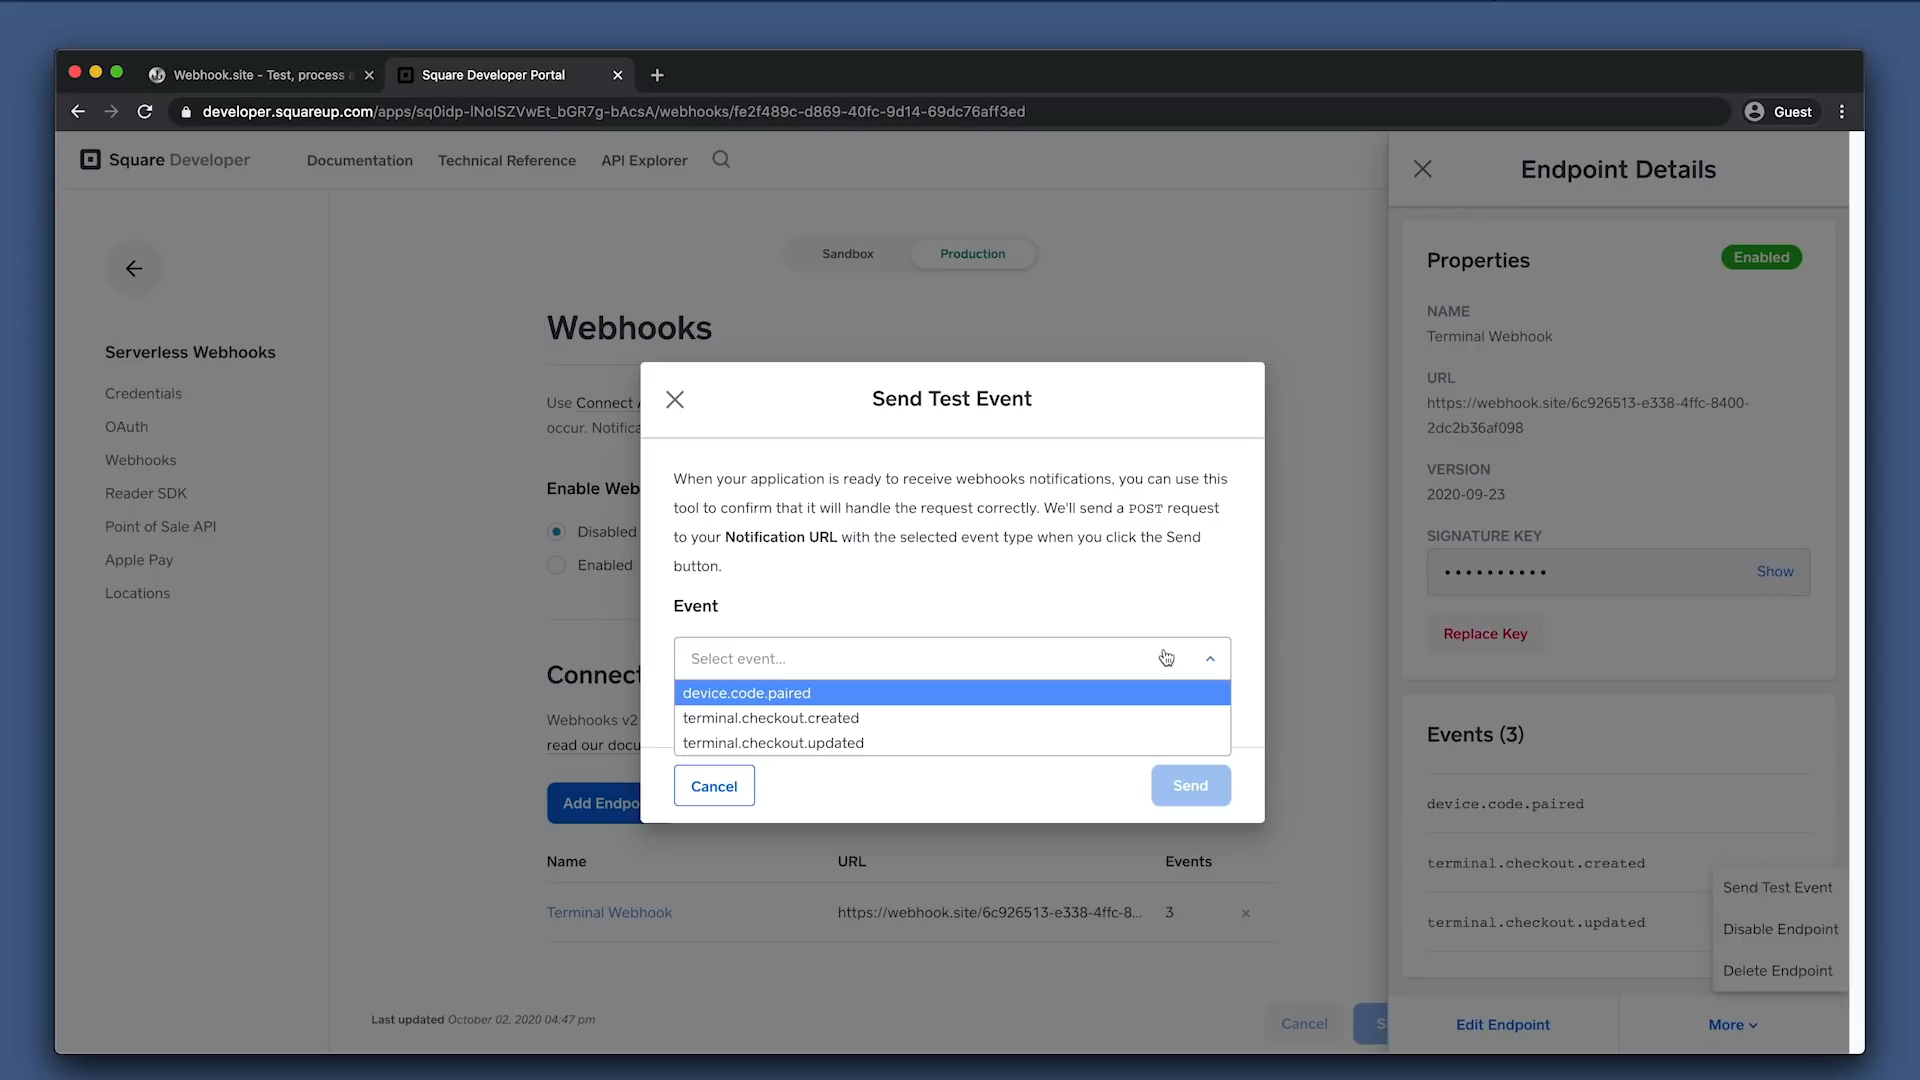 Webhook.site - Test, process a
Square Developer Portal
developer.squareup.com/apps/sq0idp-lNolSZVwEt_bGR7g-bAcsA/webhooks/fe2f489c-d869-40fc-9d14-69dc76aff3ed
Guest
Square Developer
Documentation
Technical Reference
API Explorer
Sandbox
Production
Serverless Webhooks
Credentials
OAuth
Webhooks
Reader SDK
Point of Sale API
Apple Pay
Locations
Webhooks
Use Connect A
occur. Notifica
Enable Web
Disabled
Enabled
Connect
Webhooks v2
read our docu
Add Endpo
Name URL Events
Terminal Webhook https://webhook.site/6c926513-e338-4ffc-8... 3
Last updated October 02, 2020 04:47 pm
Cancel
S
Send Test Event
When your application is ready to receive webhooks notifications, you can use this
tool to confirm that it will handle the request correctly. We'll send a POST request
to your Notification URL with the selected event type when you click the Send
button.
Event
Select event...
device.code.paired
terminal.checkout.created
terminal.checkout.updated
Cancel
Send
Endpoint Details
Properties
Enabled
NAME
Terminal Webhook
URL
https://webhook.site/6c926513-e338-4ffc-8400-
2dc2b36af098
VERSION
2020-09-23
SIGNATURE KEY
••••••••••
Show
Replace Key
Events (3)
device.code.paired
terminal.checkout.created
terminal.checkout.updated
Send Test Event
Disable Endpoint
Delete Endpoint
Edit Endpoint
More